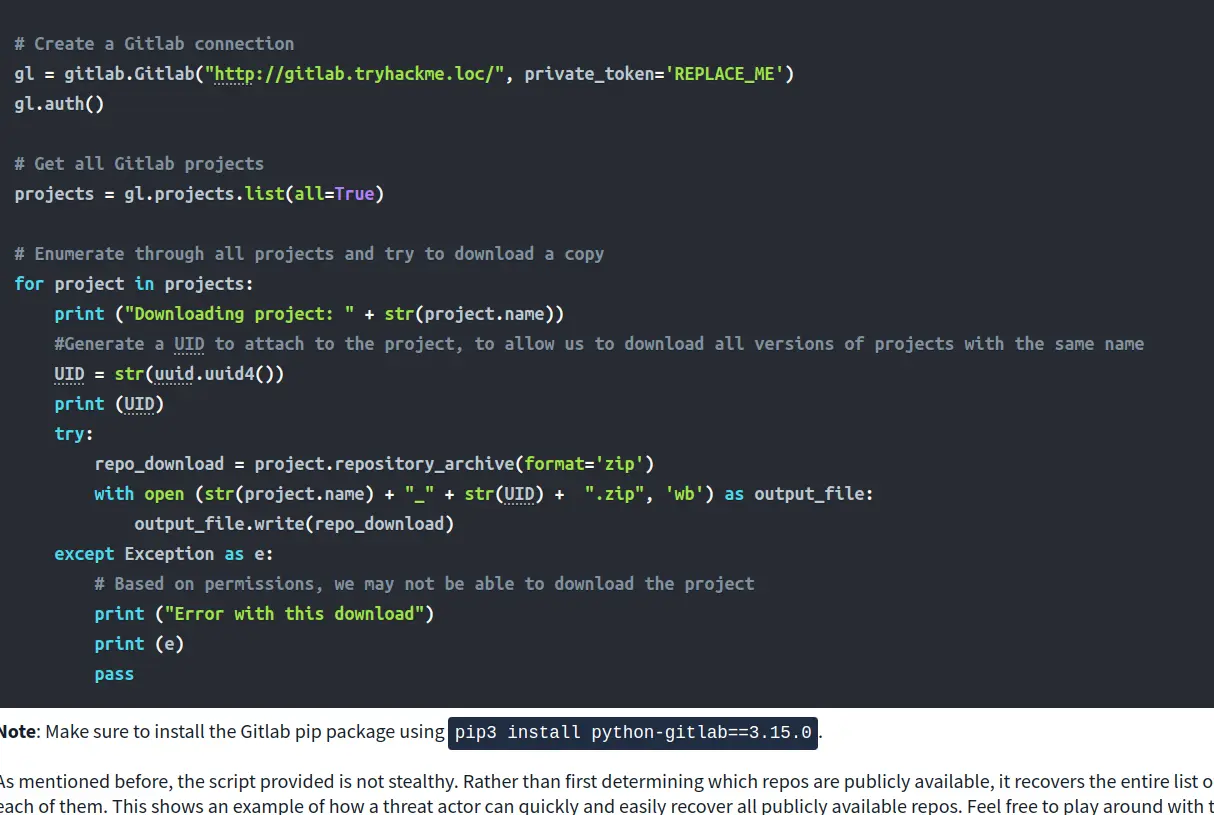 # Create a Gitlab connection
gl = gitlab.Gitlab("http://gitlab.tryhackme.loc/", private_token='REPLACE_ME')
gl.auth()
# Get all Gitlab projects
projects = gl.projects.list(all=True)
# Enumerate through all projects and try to download a copy
for project in projects:
    print ("Downloading project: " + str(project.name))
    #Generate a UID to attach to the project, to allow us to download all versions of projects with the same name
    UID = str(uuid.uuid4())
    print (UID)
    try:
        repo_download = project.repository_archive(format='zip')
        with open (str(project.name) + "_" + str(UID) +  ".zip", 'wb') as output_file:
            output_file.write(repo_download)
    except Exception as e:
        # Based on permissions, we may not be able to download the project
        print ("Error with this download")
        print (e)
        pass
Note: Make sure to install the Gitlab pip package using pip3 install python-gitlab==3.15.0.
As mentioned before, the script provided is not stealthy. Rather than first determining which repos are publicly available, it recovers the entire list
each of them. This shows an example of how a threat actor can quickly and easily recover all publicly available repos. Feel free to play around with